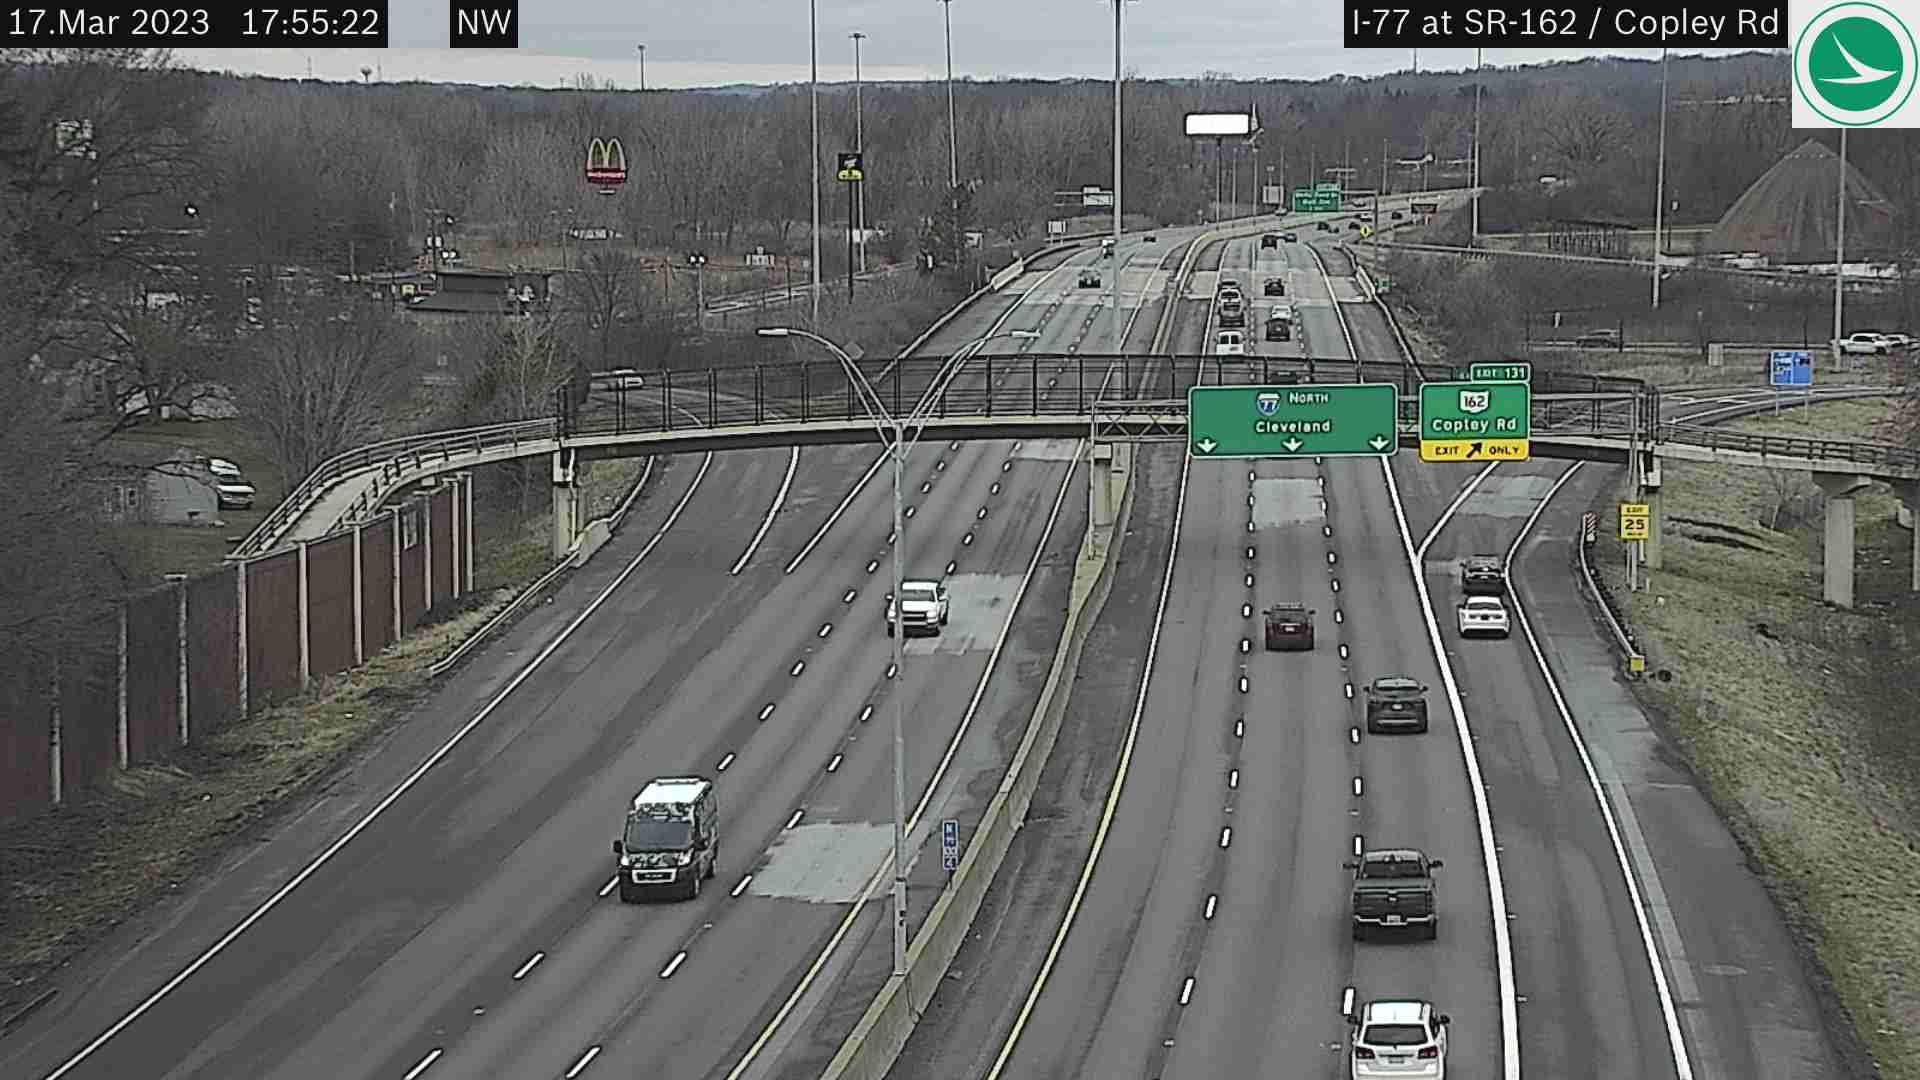 17.Mar 2023 17:55:22
NW
I-77 at SR-162 / Copley Rd
McDonald's
EXIT 131
77 NORTH
Cleveland
162
Copley Rd
EXIT ONLY
EXIT
25